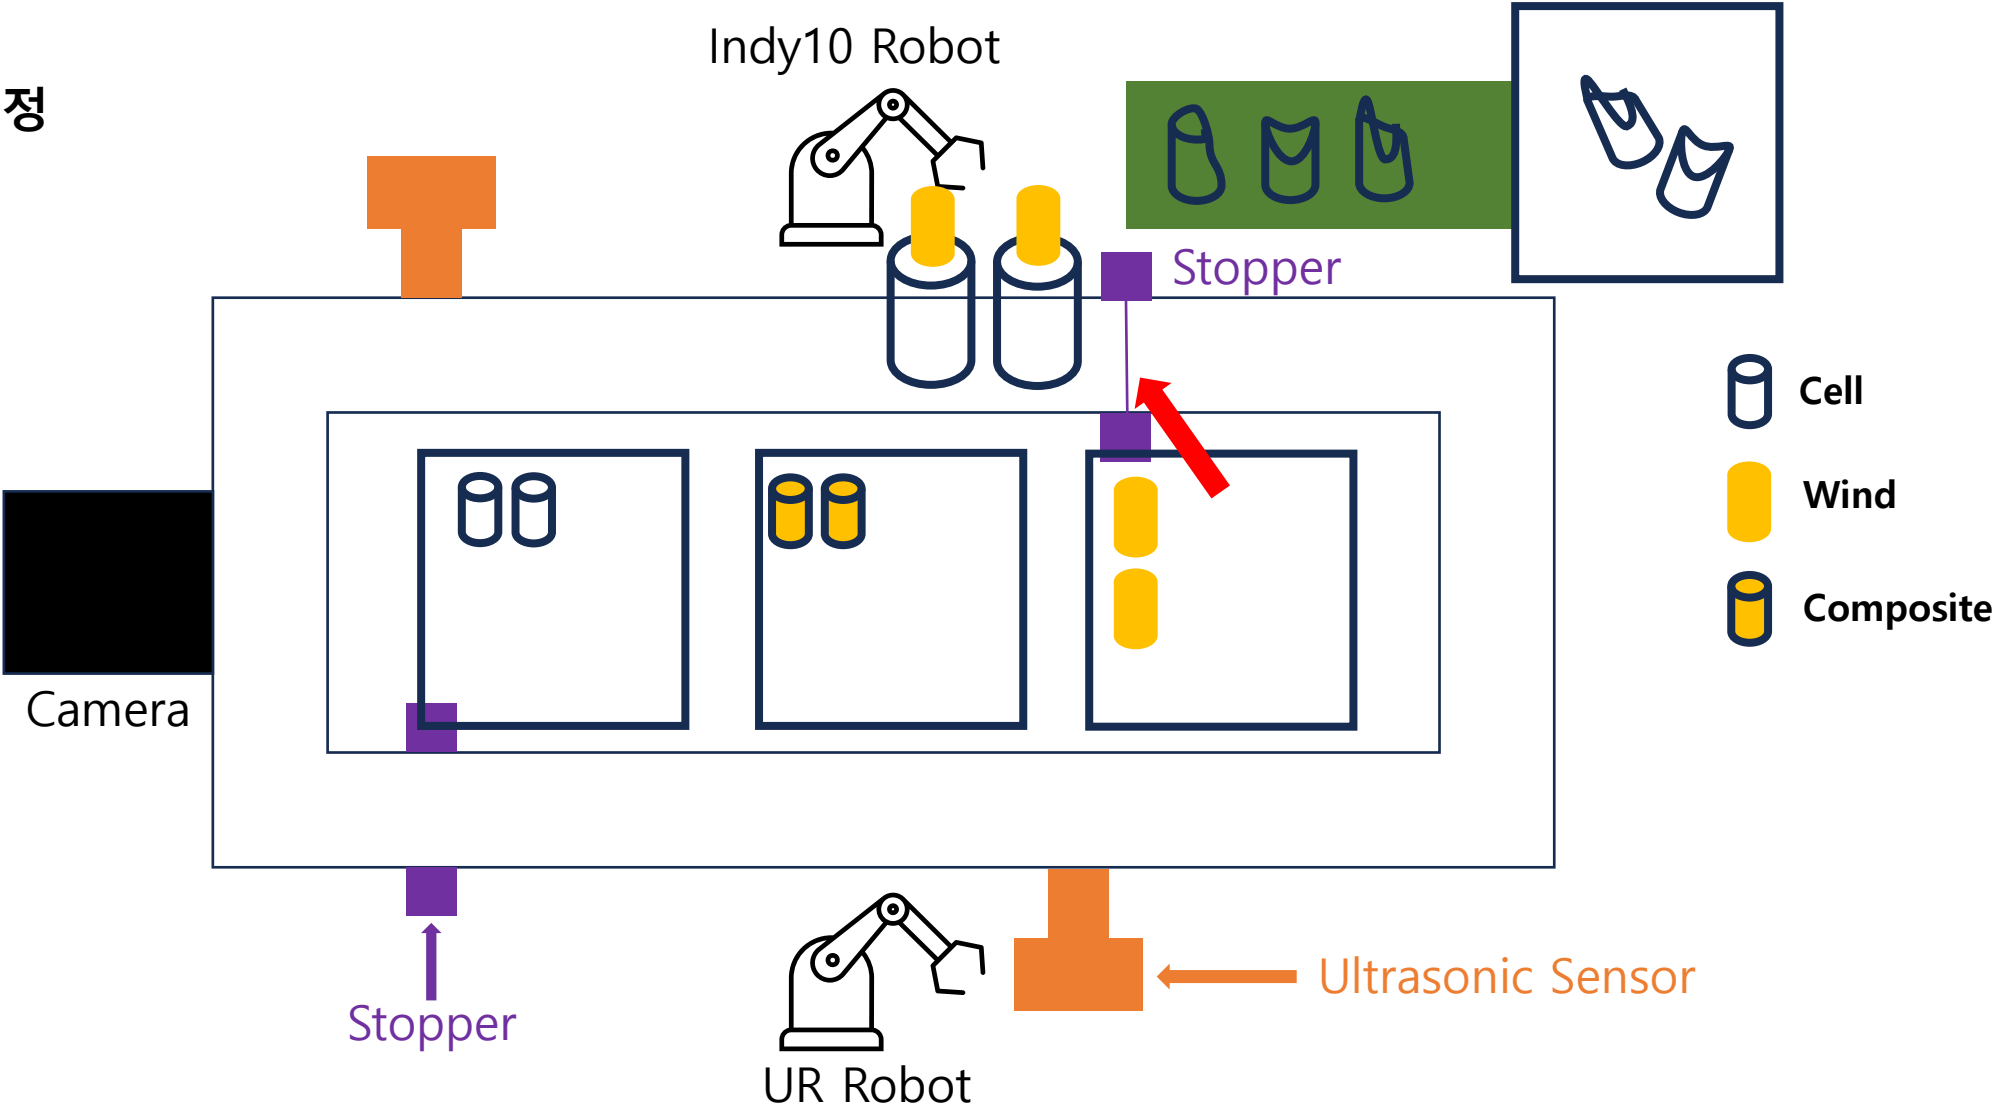 Indy10 Robot
정
Stopper
Cell
Wind
Composite
Camera
Ultrasonic Sensor
Stopper
UR Robot